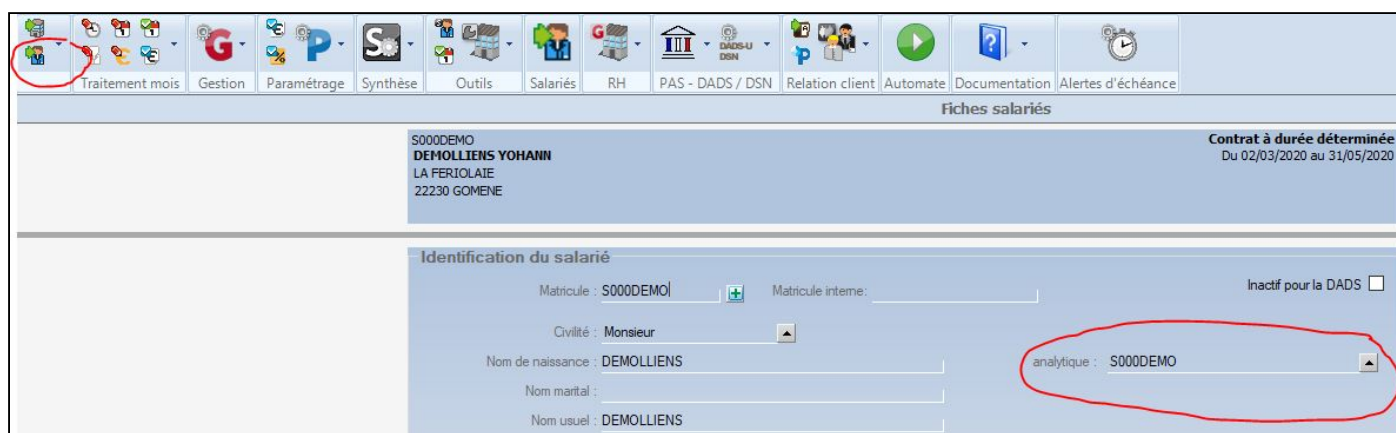 G P S G ? P
DADS-U
DSN
Traitement mois Gestion Paramétrage Synthèse Outils Salariés RH PAS - DADS / DSN Relation client Automate Documentation Alertes d'échéance
Fiches salariés
S000DEMO Contrat à durée déterminée
DEMOLLIENS YOHANN Du 02/03/2020 au 31/05/2020
LA FERIOLAIE
22230 GOMENE
Identification du salarié
Matricule : S000DEMO Matricule interne: Inactif pour la DADS
Civilité : Monsieur
Nom de naissance : DEMOLLIENS analytique : S000DEMO
Nom marital :
Nom usuel : DEMOLLIENS